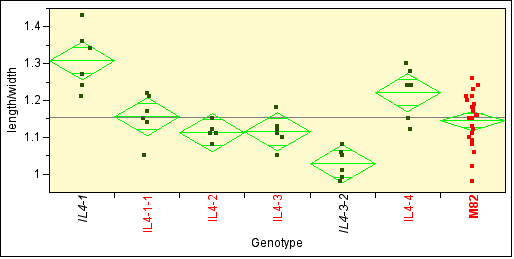 length/width
1.4
1.3
1.2
1.1
1
IL4-1
IL4-1-1
IL4-2
IL4-3
IL4-3-2
IL4-4
M82
Genotype